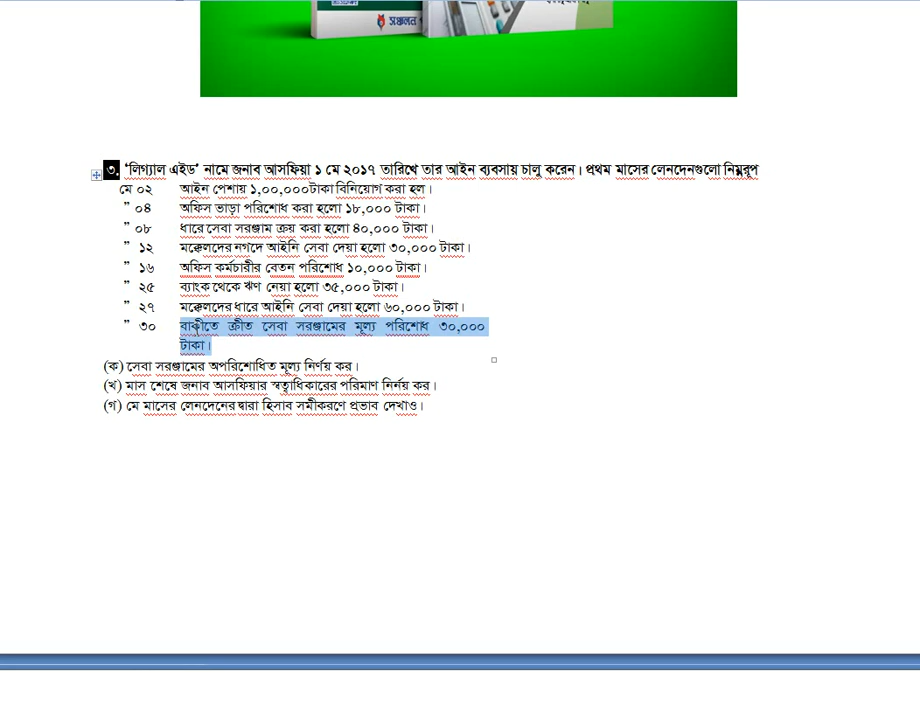 সঞ্চলন
৩. ‘লিগ্যাল এইড’ নামে জনাব আসফিয়া ১ মে ২০১৭ তারিখে তার আইন ব্যবসায় চালু করেন। প্রথম মাসের লেনদেনগুলো নিম্নরূপ
মে ০২ আইন পেশায় ১,০০,০০০টাকা বিনিয়োগ করা হল।
” ০৪ অফিস ভাড়া পরিশোধ করা হলো ১৮,০০০ টাকা।
” ০৮ ধারে সেবা সরঞ্জাম ক্রয় করা হলো ৪০,০০০ টাকা।
” ১২ মক্কেলদের নগদে আইনি সেবা দেয়া হলো ৩০,০০০ টাকা।
” ১৬ অফিস কর্মচারীর বেতন পরিশোধ ১০,০০০ টাকা।
” ২৫ ব্যাংক থেকে ঋণ নেয়া হলো ৩৫,০০০ টাকা।
” ২৭ মক্কেলদের ধারে আইনি সেবা দেয়া হলো ৬০,০০০ টাকা।
” ৩০ বাকীতে ক্রীত সেবা সরঞ্জামের মূল্য পরিশোধ ৩০,০০০
টাকা।
(ক) সেবা সরঞ্জামের অপরিশোধিত মূল্য নির্ণয় কর।
(খ) মাস শেষে জনাব আসফিয়ার স্বত্বাধিকারের পরিমাণ নির্নয় কর।
(গ) মে মাসের লেনদেনের দ্বারা হিসাব সমীকরণে প্রভাব দেখাও।